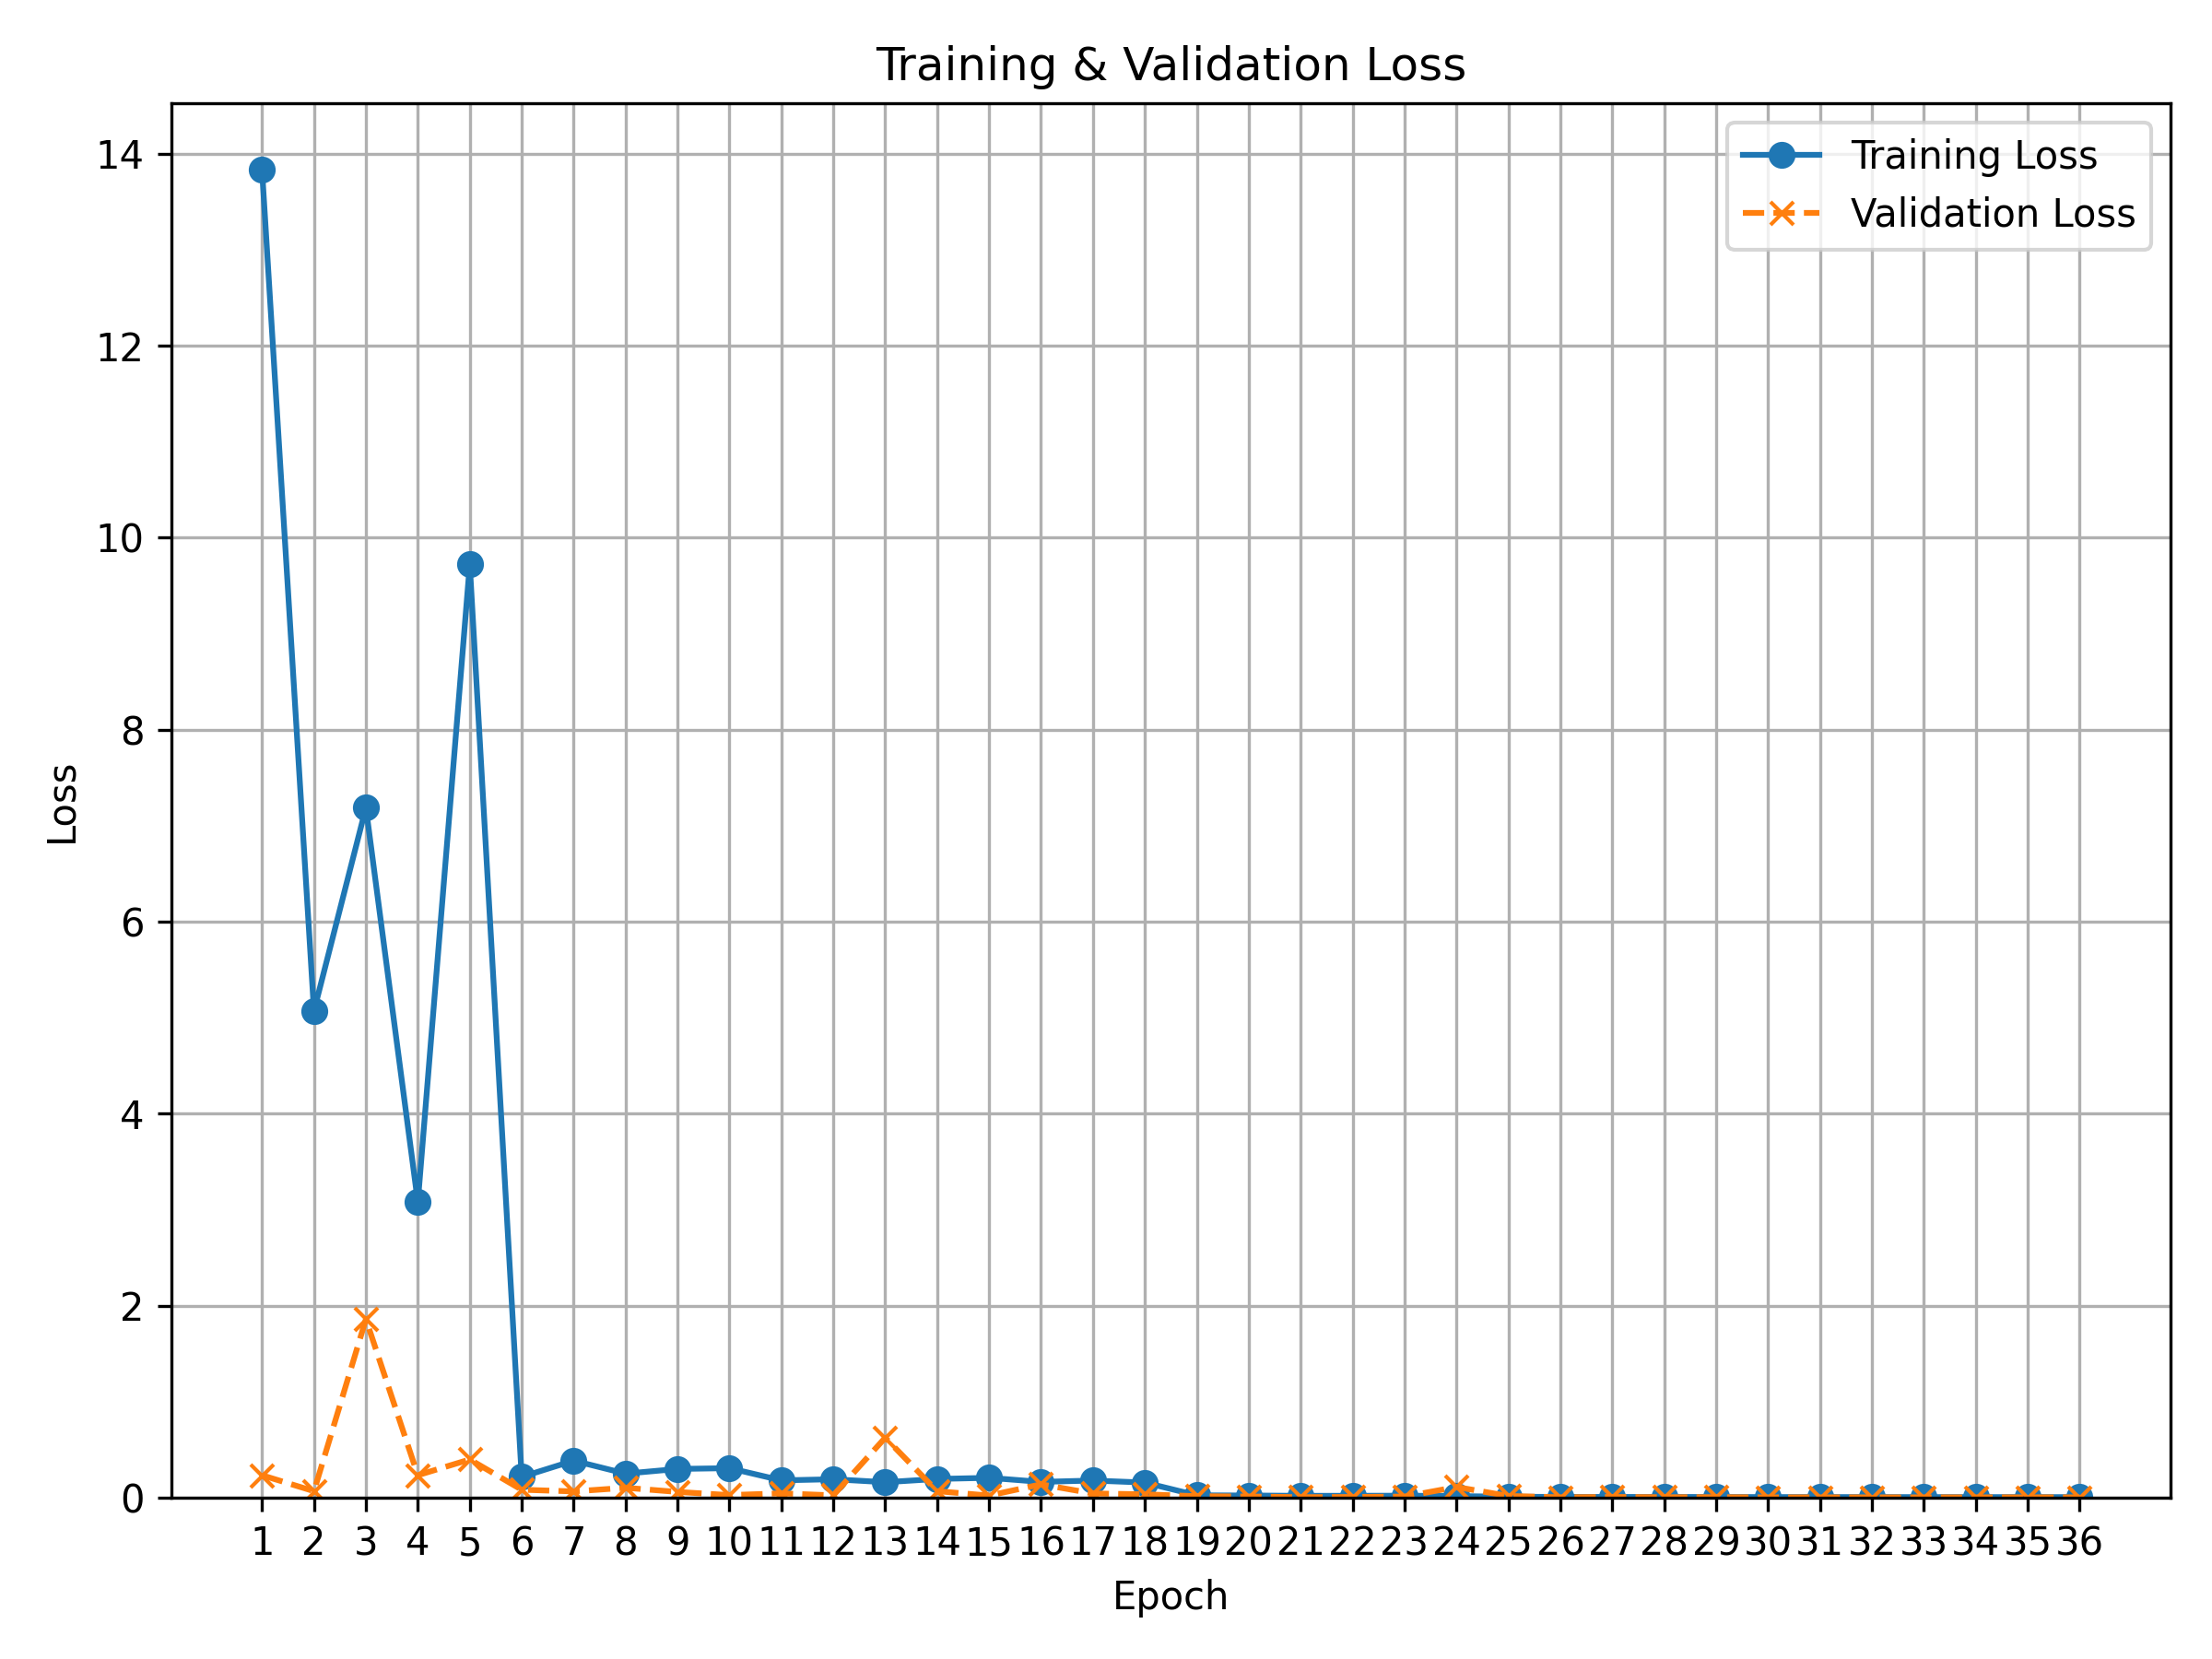 Training & Validation Loss
14
12
10
8
6
4
2
0
Loss
Training Loss
Validation Loss
1 2 3 4 5 6 7 8 9 10 11 12 13 14 15 16 17 18 19 20 21 22 23 24 25 26 27 28 29 30 31 32 33 34 35 36
Epoch